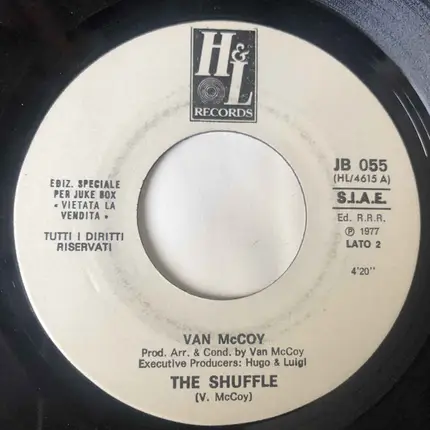 H&L
RECORDS
JB 055
(HL/4615 A)
S.I.A.E.
Ed. R.R.R.
℗ 1977
LATO 2
4'20"
EDIZ. SPECIALE
PER JUKE BOX
« VIETATA LA
VENDITA »
TUTTI I DIRITTI
RISERVATI
VAN McCOY
Prod. Arr. & Cond. by Van McCoy
Executive Producers: Hugo & Luigi
THE SHUFFLE
(V. McCoy)